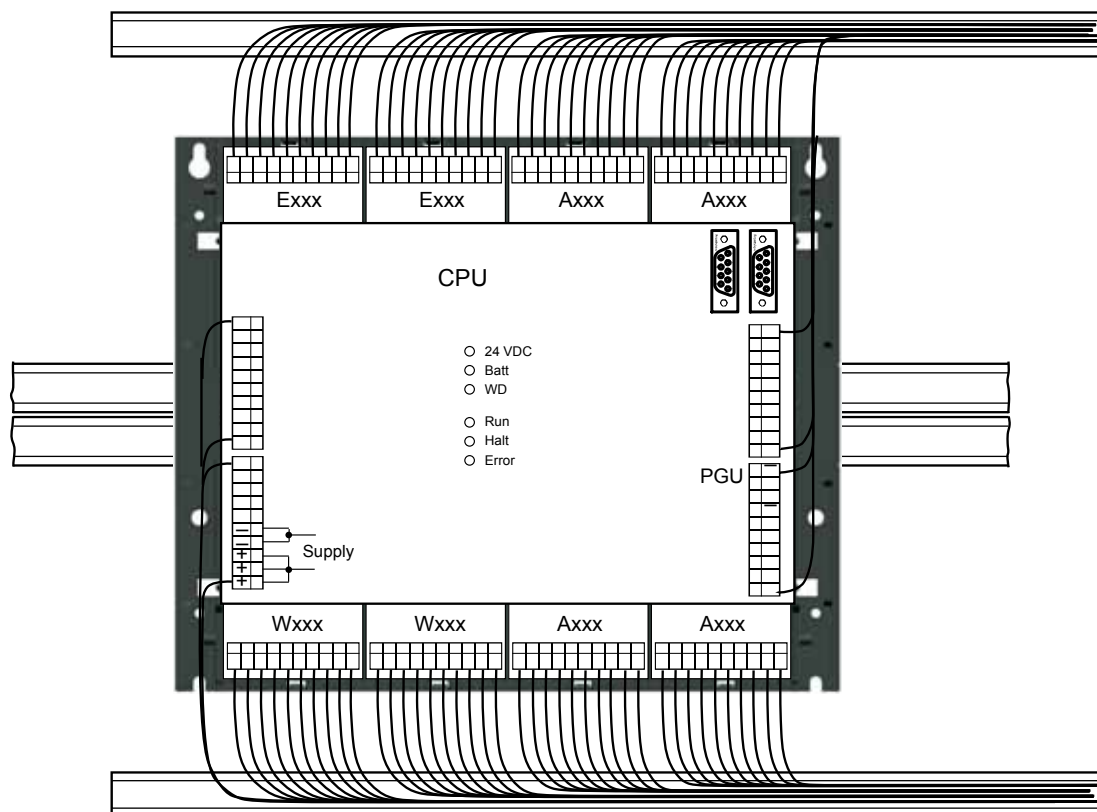 Exxx Exxx Axxx Axxx
CPU
24 VDC
Batt
WD
Run
Halt
Error
PGU
Supply
Wxxx Wxxx Axxx Axxx